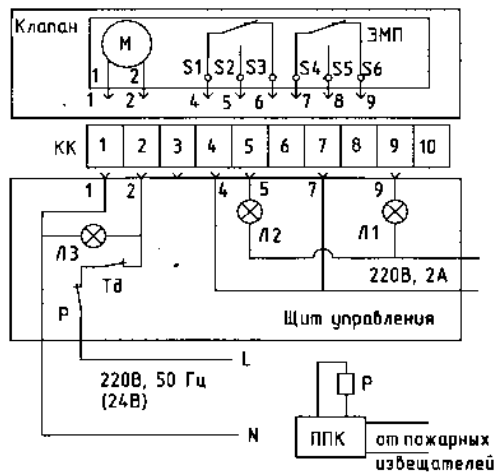 Клапан
М
ЭМП
1 2
S1 S2 S3 S4 S5 S6
1 2 4 5 6 7 8 9
КК 1 2 3 4 5 6 7 8 9 10
1 2 4 5 7 9
Л3 Л2 Л1
Тд
220В, 2А
Р
Щит управления
L
220В, 50 Гц
(24В)
Р
N
ППК
от пожарных
извещателей